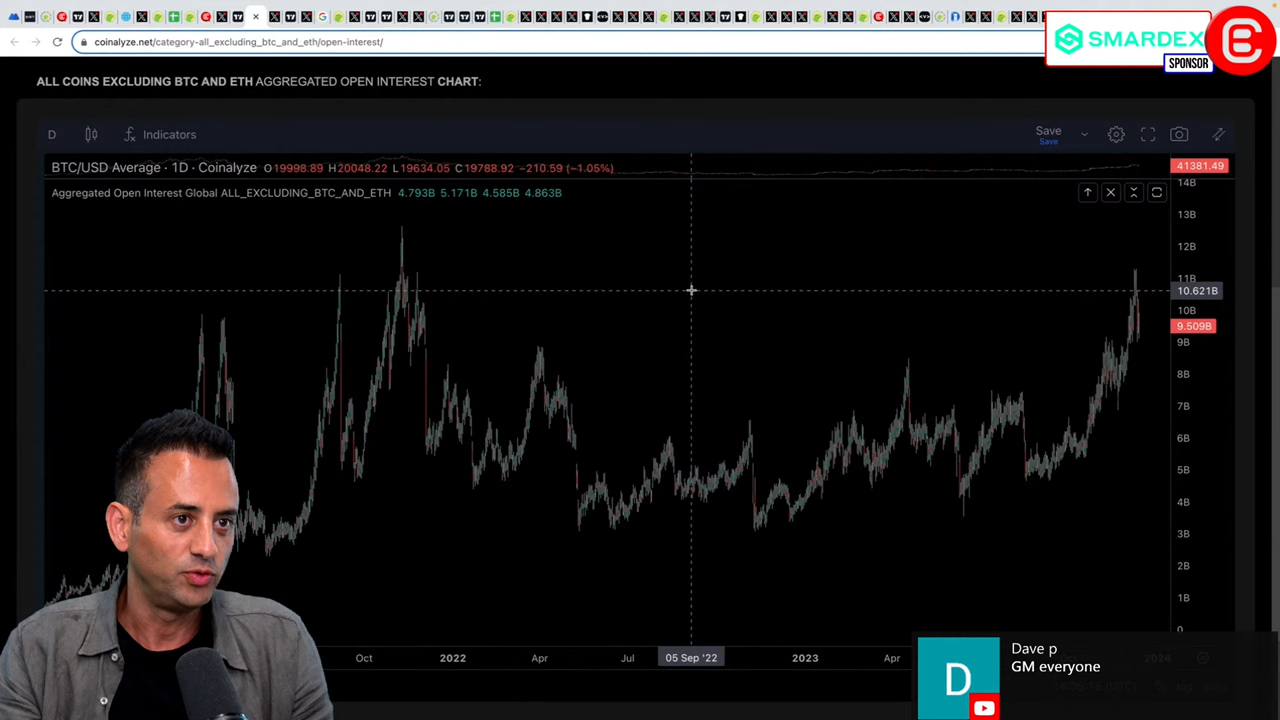 coinalyze.net/category-all_excluding_btc_and_eth/open-interest/
SMARDEX
SPONSOR
ALL COINS EXCLUDING BTC AND ETH AGGREGATED OPEN INTEREST CHART:
D
Indicators
Save
Save
BTC/USD Average · 1D · Coinalyze O19998.89 H20048.22 L19634.05 C19788.92 −210.59 (−1.05%)
41381.49
Aggregated Open Interest Global ALL_EXCLUDING_BTC_AND_ETH 4.793B 5.171B 4.585B 4.863B
14B
13B
12B
11B
10.621B
10B
9.509B
9B
8B
7B
6B
5B
4B
3B
2B
1B
0
Oct 2022 Apr Jul 05 Sep '22 2023 Apr 2024
D
Dave p
GM everyone